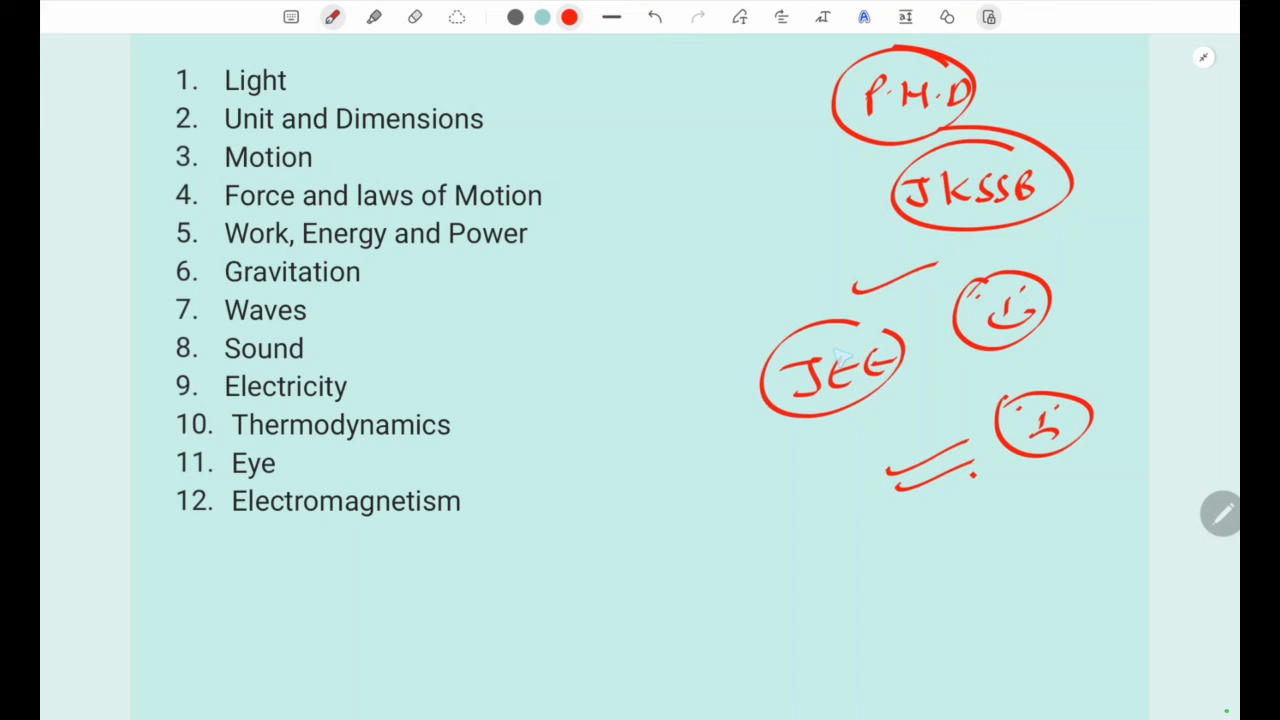 1. Light
2. Unit and Dimensions
3. Motion
4. Force and laws of Motion
5. Work, Energy and Power
6. Gravitation
7. Waves
8. Sound
9. Electricity
10. Thermodynamics
11. Eye
12. Electromagnetism
P.H.D
JKSSB
JEE